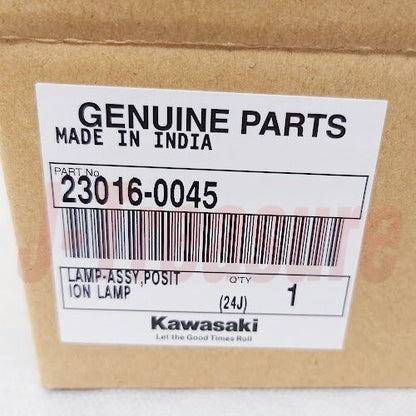 GENUINE PARTS
MADE IN INDIA
PART No.
23016-0045
J-Treasure
LAMP-ASSY,POSIT Q'TY
ION LAMP (24J) 1
Kawasaki
Let the Good Times Roll